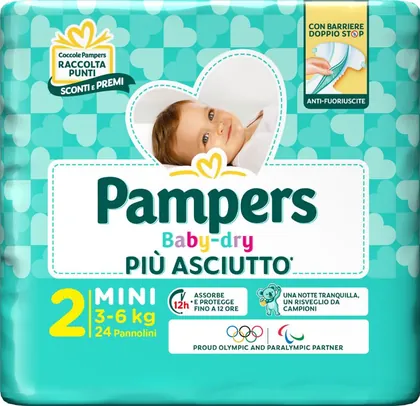 Coccole Pampers
RACCOLTA
PUNTI
SCONTI E PREMI
CON BARRIERE
DOPPIO STOP
ANTI-FUORIUSCITE
Pampers
Baby-dry
PIÙ ASCIUTTO*
2 MINI
3-6 kg
24 Pannolini
12h*
ASSORBE
E PROTEGGE
FINO A 12 ORE
UNA NOTTE TRANQUILLA,
UN RISVEGLIO DA
CAMPIONI
PROUD OLYMPIC AND PARALYMPIC PARTNER